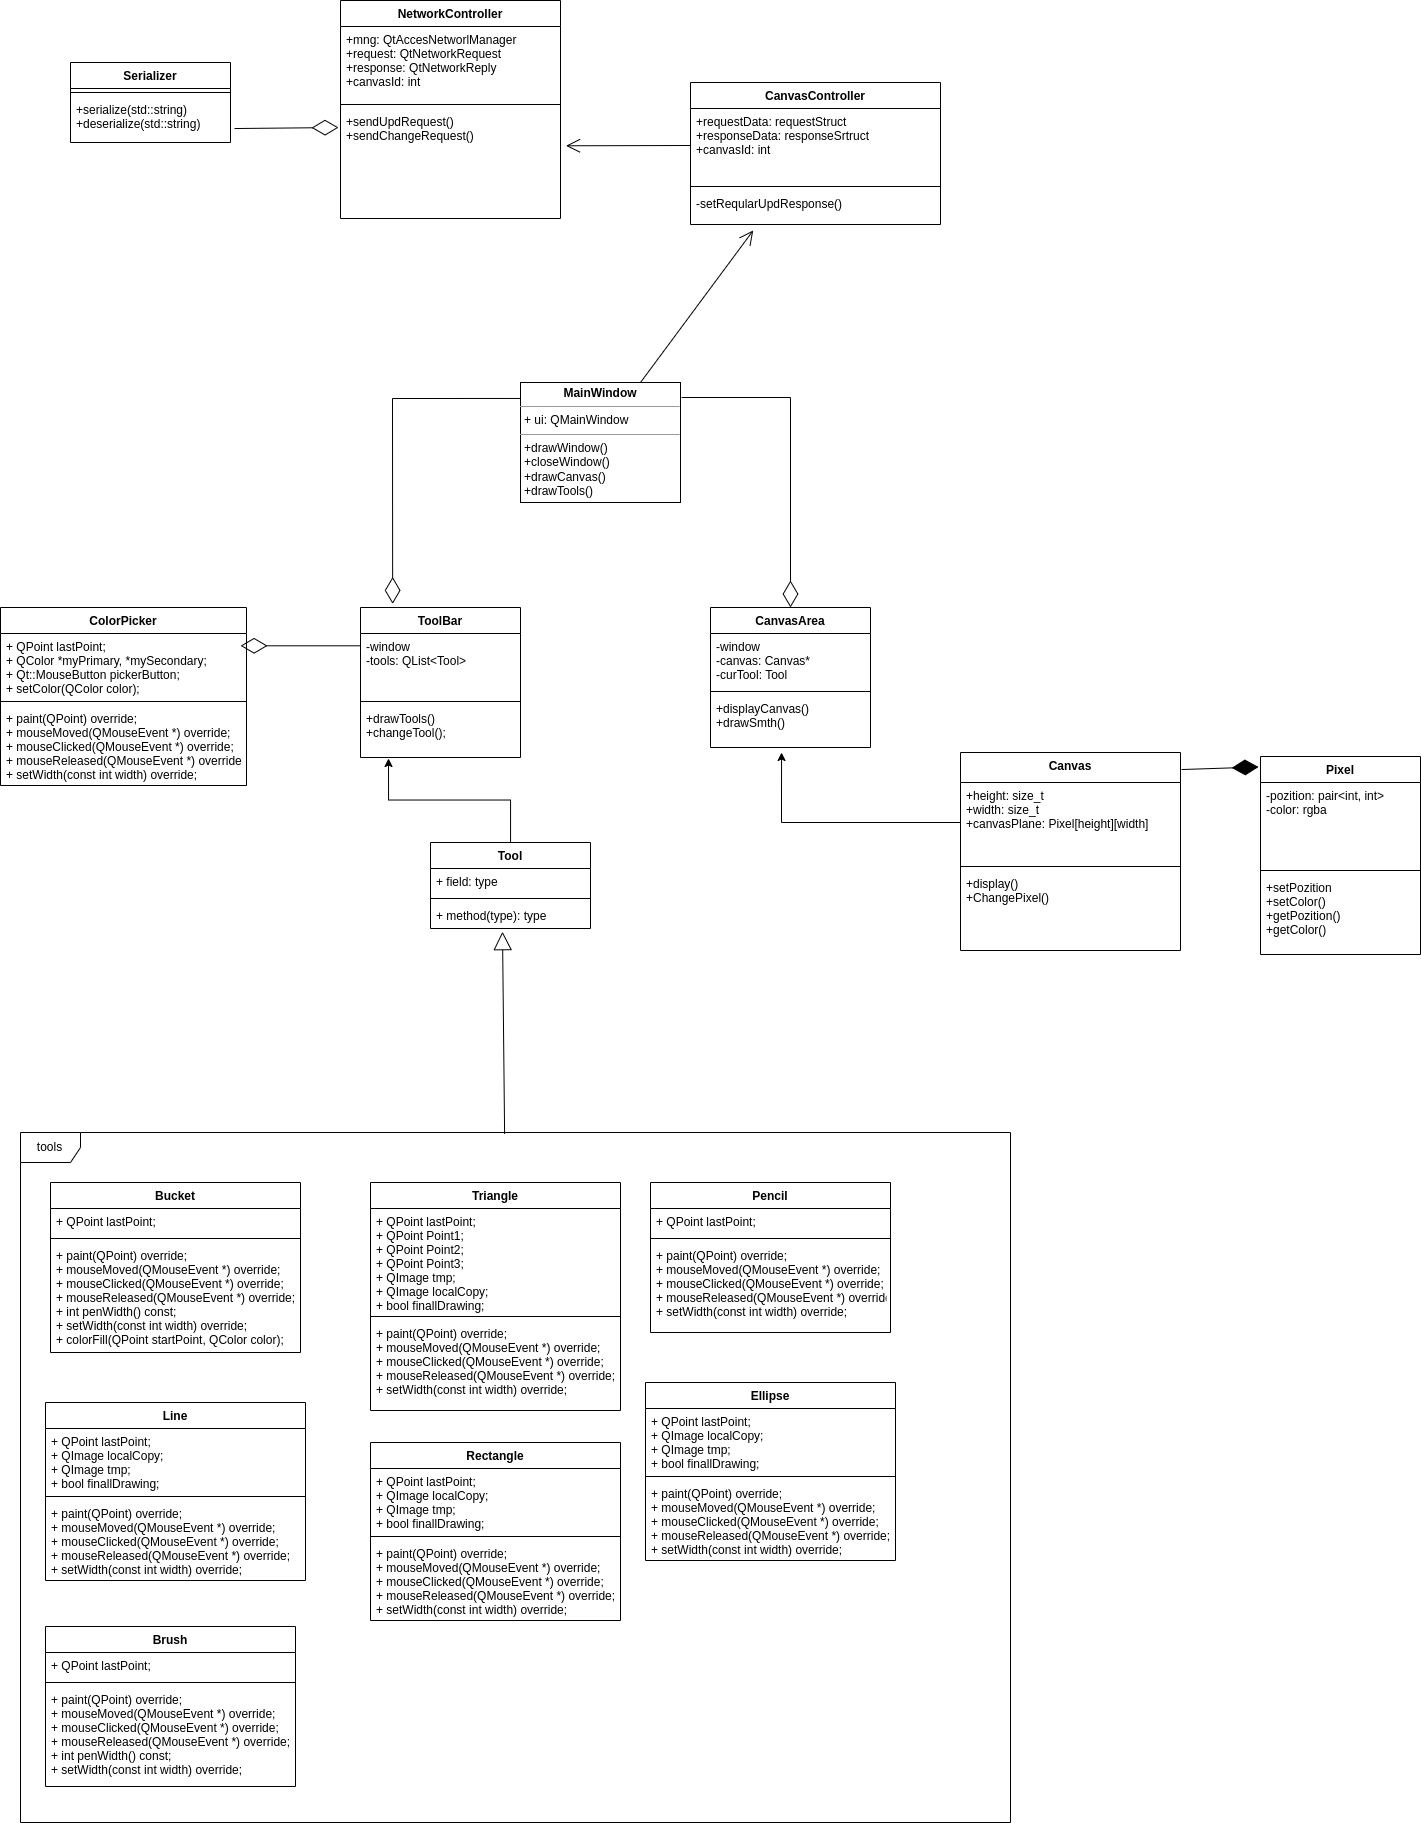 NetworkController
+mng: QtAccesNetworlManager
+request: QtNetworkRequest
+response: QtNetworkReply
+canvasId: int
+sendUpdRequest()
+sendChangeRequest()
Serializer
+serialize(std::string)
+deserialize(std::string)
CanvasController
+requestData: requestStruct
+responseData: responseSrtruct
+canvasId: int
-setReqularUpdResponse()
MainWindow
+ ui: QMainWindow
+drawWindow()
+closeWindow()
+drawCanvas()
+drawTools()
ColorPicker
+ QPoint lastPoint;
+ QColor *myPrimary, *mySecondary;
+ Qt::MouseButton pickerButton;
+ setColor(QColor color);
+ paint(QPoint) override;
+ mouseMoved(QMouseEvent *) override;
+ mouseClicked(QMouseEvent *) override;
+ mouseReleased(QMouseEvent *) override
+ setWidth(const int width) override;
ToolBar
-window
-tools: QList<Tool>
+drawTools()
+changeTool();
CanvasArea
-window
-canvas: Canvas*
-curTool: Tool
+displayCanvas()
+drawSmth()
Canvas
+height: size_t
+width: size_t
+canvasPlane: Pixel[height][width]
+display()
+ChangePixel()
Pixel
-pozition: pair<int, int>
-color: rgba
+setPozition
+setColor()
+getPozition()
+getColor()
Tool
+ field: type
+ method(type): type
tools
Bucket
+ QPoint lastPoint;
+ paint(QPoint) override;
+ mouseMoved(QMouseEvent *) override;
+ mouseClicked(QMouseEvent *) override;
+ mouseReleased(QMouseEvent *) override;
+ int penWidth() const;
+ setWidth(const int width) override;
+ colorFill(QPoint startPoint, QColor color);
Triangle
+ QPoint lastPoint;
+ QPoint Point1;
+ QPoint Point2;
+ QPoint Point3;
+ QImage tmp;
+ QImage localCopy;
+ bool finallDrawing;
+ paint(QPoint) override;
+ mouseMoved(QMouseEvent *) override;
+ mouseClicked(QMouseEvent *) override;
+ mouseReleased(QMouseEvent *) override;
+ setWidth(const int width) override;
Pencil
+ QPoint lastPoint;
+ paint(QPoint) override;
+ mouseMoved(QMouseEvent *) override;
+ mouseClicked(QMouseEvent *) override;
+ mouseReleased(QMouseEvent *) overrid
+ setWidth(const int width) override;
Line
+ QPoint lastPoint;
+ QImage localCopy;
+ QImage tmp;
+ bool finallDrawing;
+ paint(QPoint) override;
+ mouseMoved(QMouseEvent *) override;
+ mouseClicked(QMouseEvent *) override;
+ mouseReleased(QMouseEvent *) override;
+ setWidth(const int width) override;
Rectangle
+ QPoint lastPoint;
+ QImage localCopy;
+ QImage tmp;
+ bool finallDrawing;
+ paint(QPoint) override;
+ mouseMoved(QMouseEvent *) override;
+ mouseClicked(QMouseEvent *) override;
+ mouseReleased(QMouseEvent *) override;
+ setWidth(const int width) override;
Ellipse
+ QPoint lastPoint;
+ QImage localCopy;
+ QImage tmp;
+ bool finallDrawing;
+ paint(QPoint) override;
+ mouseMoved(QMouseEvent *) override;
+ mouseClicked(QMouseEvent *) override;
+ mouseReleased(QMouseEvent *) override;
+ setWidth(const int width) override;
Brush
+ QPoint lastPoint;
+ paint(QPoint) override;
+ mouseMoved(QMouseEvent *) override;
+ mouseClicked(QMouseEvent *) override;
+ mouseReleased(QMouseEvent *) override;
+ int penWidth() const;
+ setWidth(const int width) override;